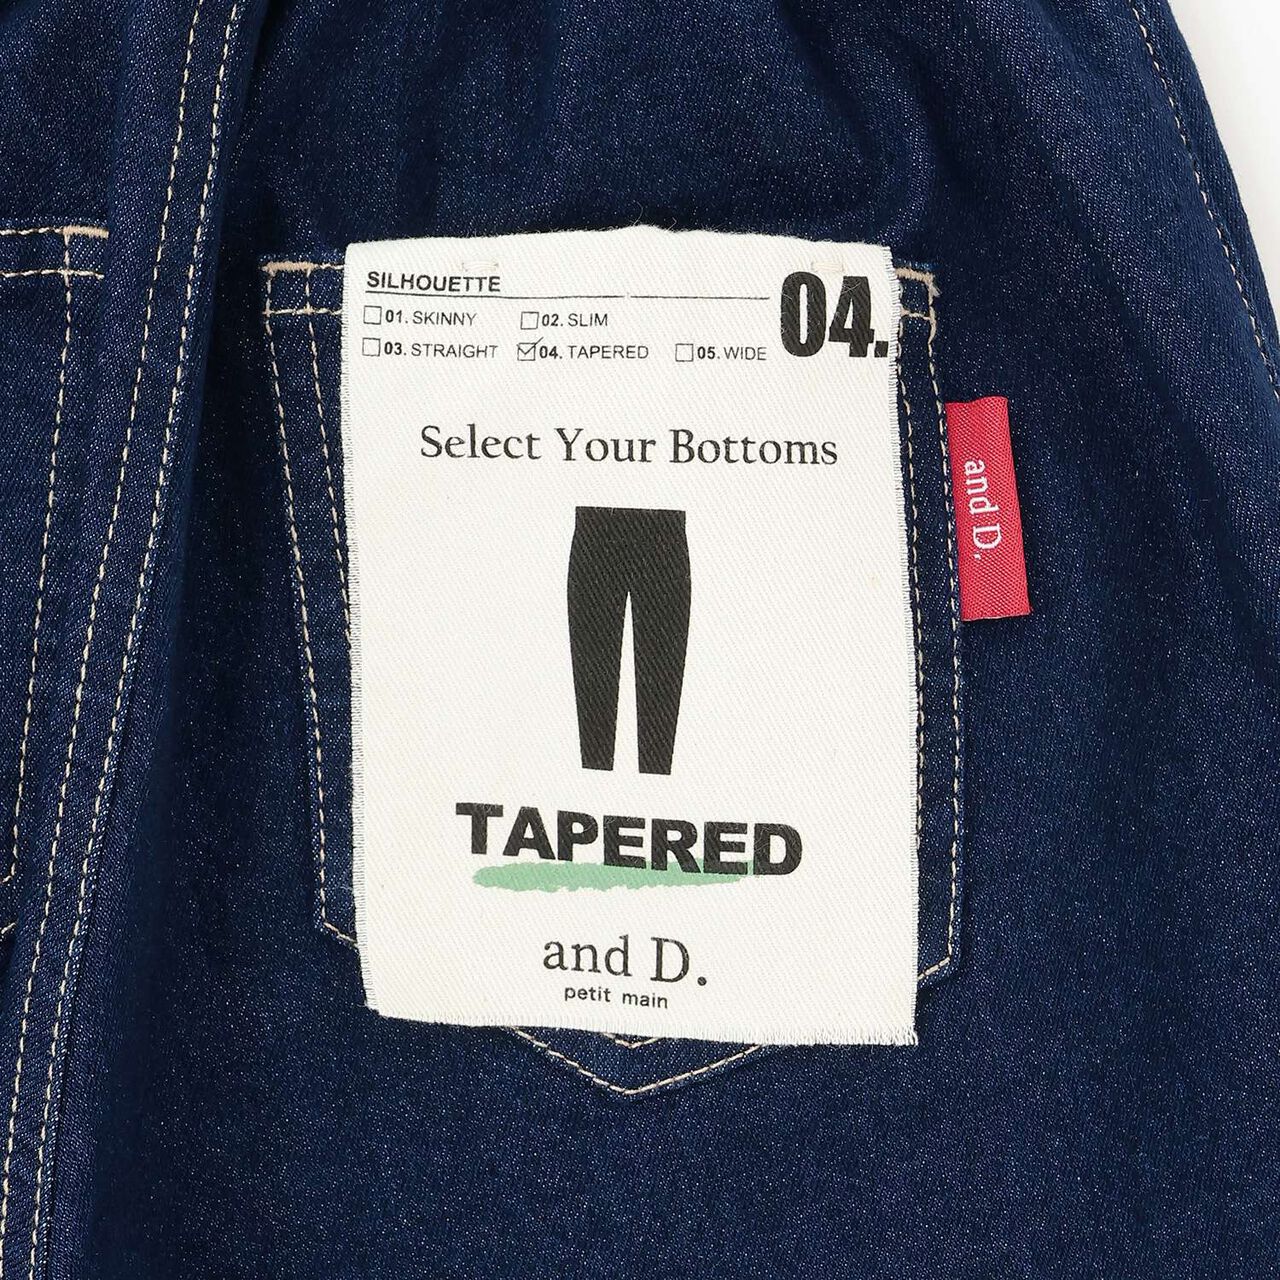 SILHOUETTE
04.
01. SKINNY 02. SLIM
03. STRAIGHT 04. TAPERED 05. WIDE
Select Your Bottoms
and D.
TAPERED
and D.
petit main